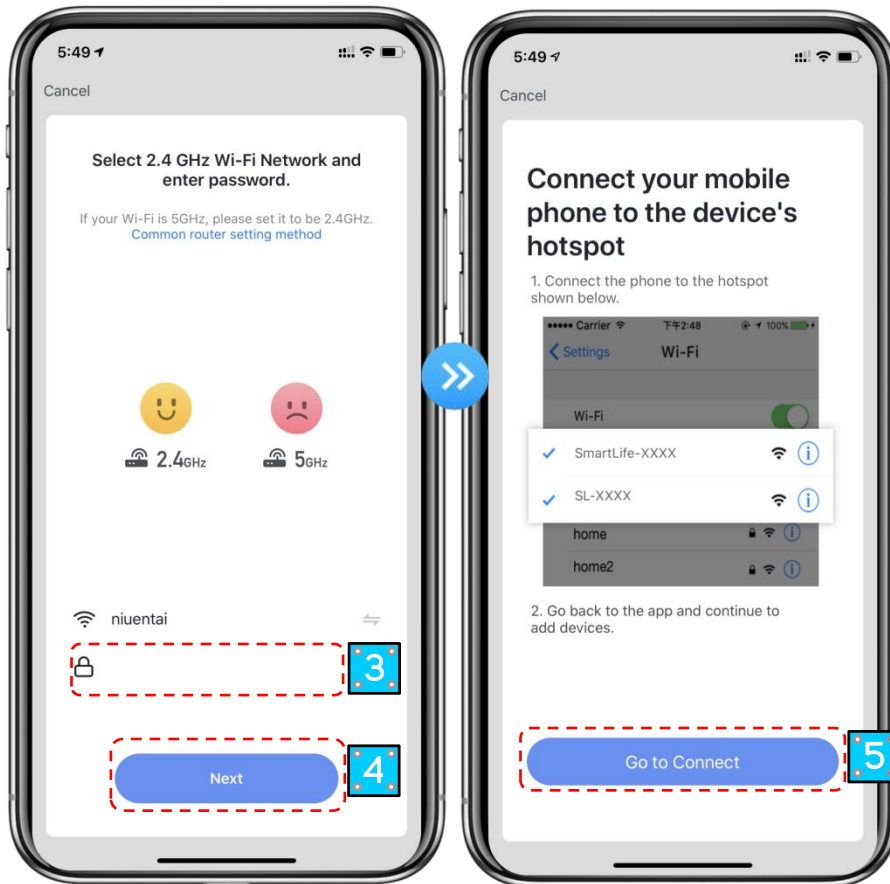 5:49
Cancel
Select 2.4 GHz Wi-Fi Network and
enter password.
If your Wi-Fi is 5GHz, please set it to be 2.4GHz.
Common router setting method
2.4GHz
5GHz
niuentai
3
Next
4
5:49
Cancel
Connect your mobile
phone to the device's
hotspot
1. Connect the phone to the hotspot
shown below.
Carrier 下午2:48 100%
Settings Wi-Fi
Wi-Fi
SmartLife-XXXX
SL-XXXX
home
home2
2. Go back to the app and continue to
add devices.
Go to Connect
5